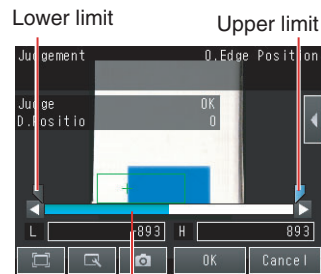 Lower limit Upper limit
Judgement 0.Edge Position
Judge OK
D.Positio 0
L -893 H 893
OK Cancel